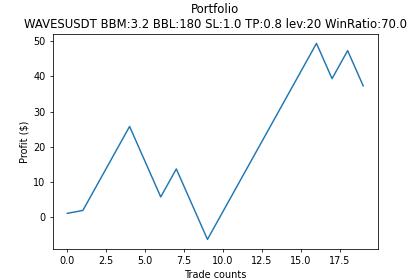 Portfolio
WAVESUSDT BBM:3.2 BBL:180 SL:1.0 TP:0.8 lev:20 WinRatio:70.0
50
40
30
20
10
0
Profit ($)
0.0 2.5 5.0 7.5 10.0 12.5 15.0 17.5
Trade counts